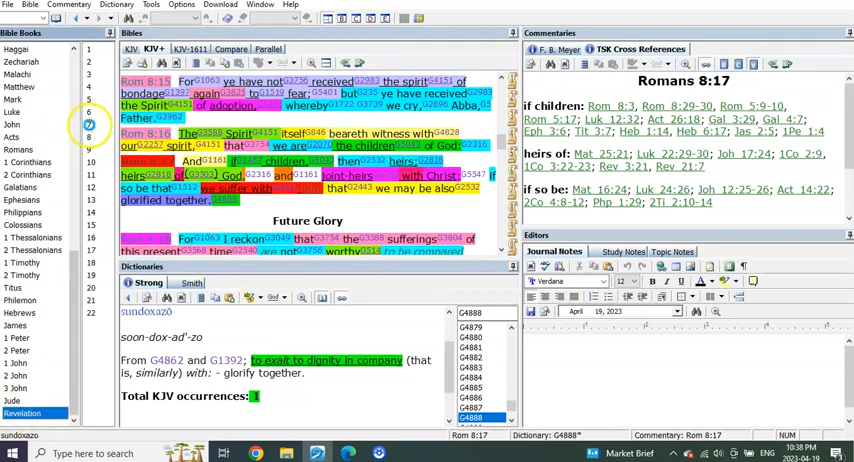 File Bible Commentary Dictionary Tools Options Download Window Help
Bible Books
Haggai
Zechariah
Malachi
Matthew
Mark
Luke
John
Acts
Romans
1 Corinthians
2 Corinthians
Galatians
Ephesians
Philippians
Colossians
1 Thessalonians
2 Thessalonians
1 Timothy
2 Timothy
Titus
Philemon
Hebrews
James
1 Peter
2 Peter
1 John
2 John
3 John
Jude
Revelation
1
2
3
4
5
6
7
8
9
10
11
12
13
14
15
16
17
18
19
20
21
22
Bibles
KJV KJV+ KJV-1611 Compare Parallel
Rom 8:15 For G1063 ye have not G3756 received G2983 the spirit G4151 of
bondage G1397 again G3825 to G1519 fear; G5401 but G235 ye have received G2983
the Spirit G4151 of adoption, whereby G1722 G3739 we cry, G2896 Abba, G5
Father. G3962
Rom 8:16 The G3588 Spirit G4151 itself G846 beareth witness with G4828
our G2257 spirit, G4151 that G3754 we are G2070 the children G5043 of God: G2316
Rom 8:17 And G1161 if G1487 children, G5043 then G2532 heirs; G2818
heirs G2818 of (G3303) God, G2316 and G1161 joint-heirs with Christ; G5547 if
so be that G1512 we suffer with that G2443 we may be also G2532
glorified together. G4888
Future Glory
Rom 8:18 For G1063 I reckon G3049 that G3754 the G3588 sufferings G3804 of
this present G3568 time G2540 are not G3756 worthy G514 to be compared
Dictionaries
Strong Smith
God
G4888
sundoxazō
soon-dox-ad'-zo
From G4862 and G1392; to exalt to dignity in company (that
is, similarly) with: - glorify together.
Total KJV occurrences: 1
G4879
G4880
G4881
G4882
G4883
G4884
G4885
G4886
G4887
G4888
Commentaries
F. B. Meyer TSK Cross References
Romans 8:17
if children: Rom 8:3, Rom 8:29-30, Rom 5:9-10,
Rom 5:17; Luk 12:32; Act 26:18; Gal 3:29, Gal 4:7;
Eph 3:6; Tit 3:7; Heb 1:14, Heb 6:17; Jas 2:5; 1Pe 1:4
heirs of: Mat 25:21; Luk 22:29-30; Joh 17:24; 1Co 2:9,
1Co 3:22-23; Rev 3:21, Rev 21:7
if so be: Mat 16:24; Luk 24:26; Joh 12:25-26; Act 14:22;
2Co 4:8-12; Php 1:29; 2Ti 2:10-14
Editors
Journal Notes Study Notes Topic Notes
Verdana 12 B I U
April 19, 2023
sundoxazo Rom 8:17 Dictionary: G4888* Commentary: Rom 8:17 NUM
Type here to search
Market Brief
ENG
10:38 PM
2023-04-19